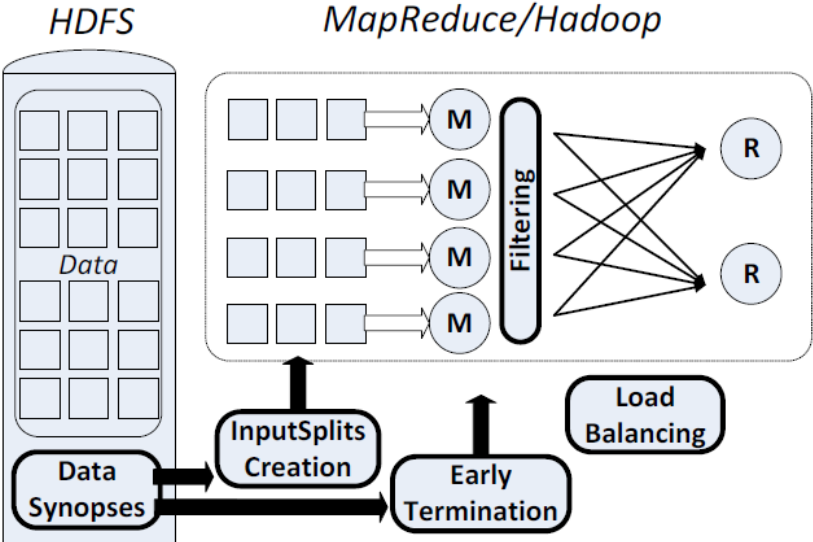 HDFS
MapReduce/Hadoop
Data
M
M
M
M
Filtering
R
R
Data
Synopses
InputSplits
Creation
Early
Termination
Load
Balancing